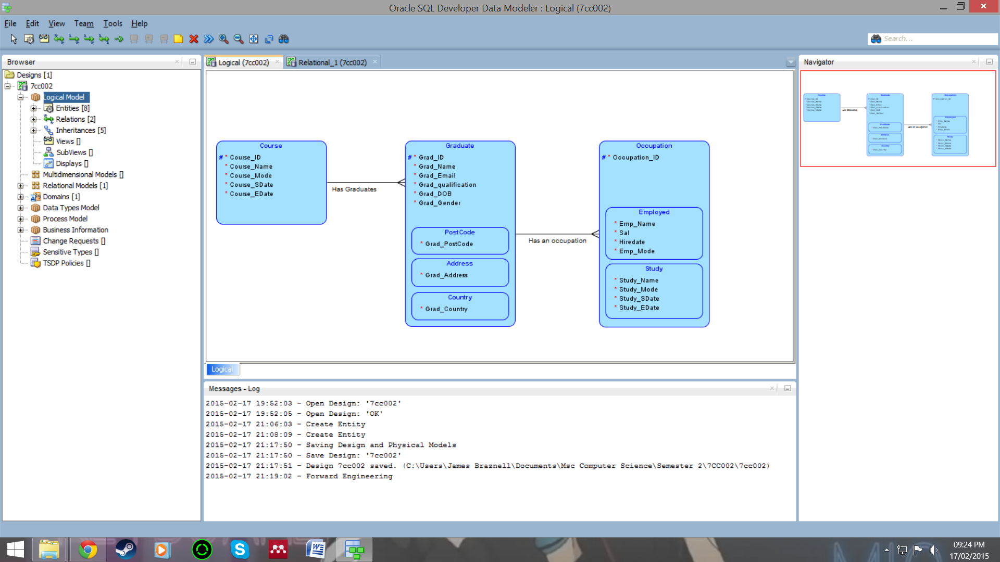 Oracle SQL Developer Data Modeler : Logical (7cc002)
File Edit View Team Tools Help
Search...
Browser
Designs [1]
7cc002
Logical Model
Entities [8]
Relations [2]
Inheritances [5]
Views []
SubViews []
Displays []
Multidimensional Models []
Relational Models [1]
Domains [1]
Data Types Model
Process Model
Business Information
Change Requests []
Sensitive Types []
TSDP Policies []
Logical (7cc002)
Relational_1 (7cc002)
Course
# * Course_ID
* Course_Name
* Course_Mode
* Course_SDate
* Course_EDate
Has Graduates
Graduate
# * Grad_ID
* Grad_Name
* Grad_Email
* Grad_qualification
* Grad_DOB
* Grad_Gender
PostCode
* Grad_PostCode
Address
* Grad_Address
Country
* Grad_Country
Has an occupation
Occupation
# * Occupation_ID
Employed
* Emp_Name
* Sal
* Hiredate
* Emp_Mode
Study
* Study_Name
* Study_Mode
* Study_SDate
* Study_EDate
Logical
Navigator
Messages - Log
2015-02-17 19:52:03 - Open Design: '7cc002'
2015-02-17 19:52:05 - Open Design: 'OK'
2015-02-17 21:06:03 - Create Entity
2015-02-17 21:08:09 - Create Entity
2015-02-17 21:17:50 - Saving Design and Physical Models
2015-02-17 21:17:50 - Save Design: '7cc002'
2015-02-17 21:17:51 - Design 7cc002 saved. (C:\Users\James Braznell\Documents\Msc Computer Science\Semester 2\7CC002\7cc002)
2015-02-17 21:19:02 - Forward Engineering
09:24 PM
17/02/2015